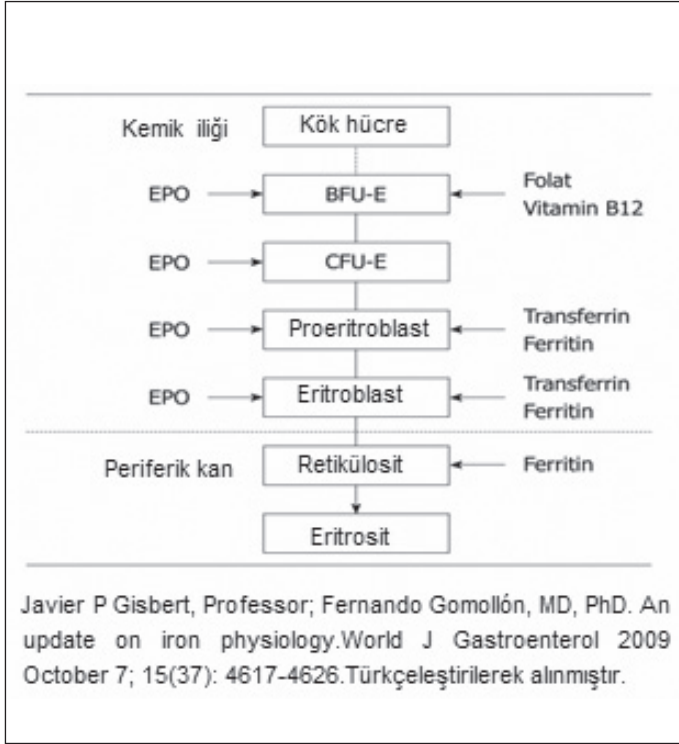 Kemik iliği
Kök hücre
EPO
BFU-E
Folat
Vitamin B12
EPO
CFU-E
EPO
Proeritroblast
Transferrin
Ferritin
EPO
Eritroblast
Transferrin
Ferritin
Periferik kan
Retikülosit
Ferritin
Eritrosit
Javier P Gisbert, Professor; Fernando Gomollón, MD, PhD. An
update on iron physiology.World J Gastroenterol 2009
October 7; 15(37): 4617-4626.Türkçeleştirilerek alınmıştır.